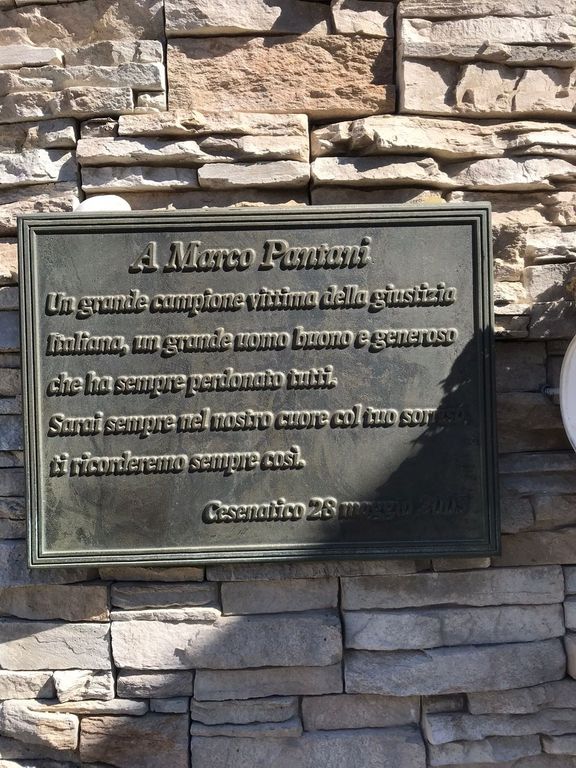 A Marco Pantani
Un grande campione vittima della giustizia
Italiana, un grande uomo buono e generoso
che ha sempre perdonato tutti.
Sarai sempre nel nostro cuore col tuo sorriso,
ti ricorderemo sempre così.
Cesenatico 28 maggio